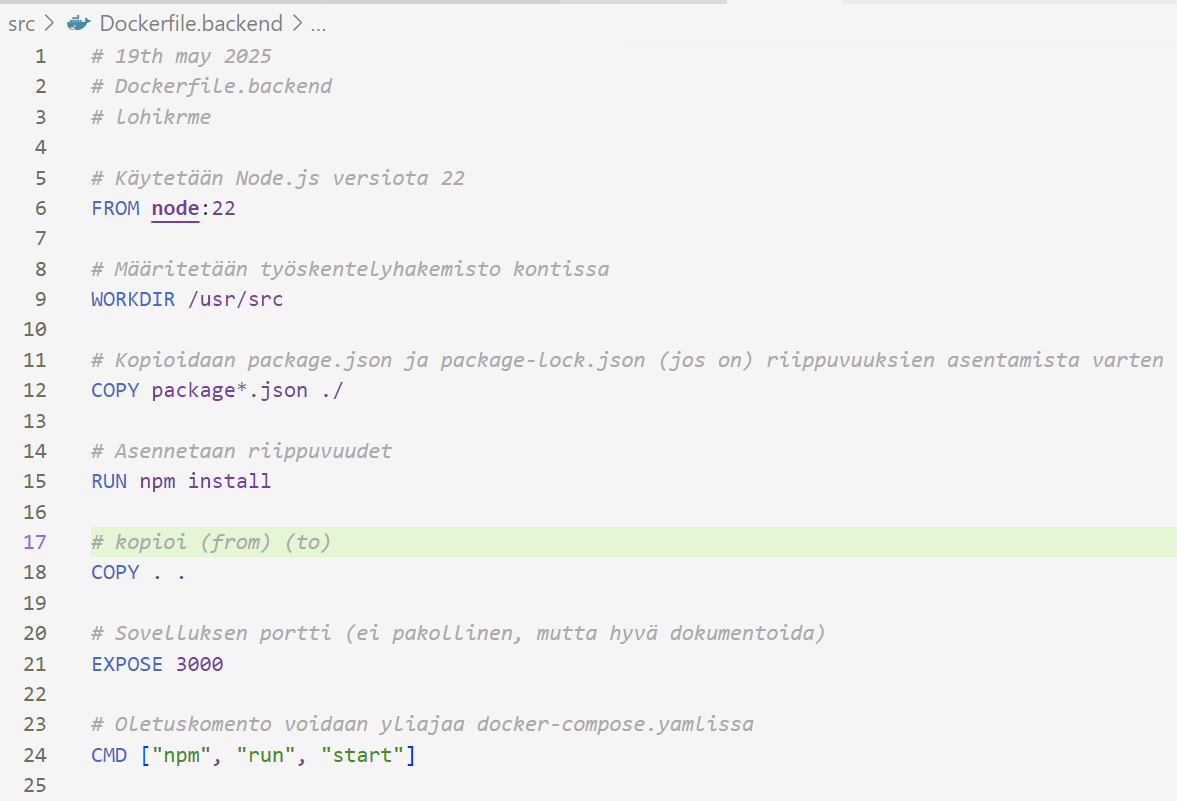 src > Dockerfile.backend > ...
1 # 19th may 2025
2 # Dockerfile.backend
3 # lohikrme
4
5 # Käytetään Node.js versiota 22
6 FROM node:22
7
8 # Määritetään työskentelyhakemisto kontissa
9 WORKDIR /usr/src
10
11 # Kopioidaan package.json ja package-lock.json (jos on) riippuvuuksien asentamista varten
12 COPY package*.json ./
13
14 # Asennetaan riippuvuudet
15 RUN npm install
16
17 # kopioi (from) (to)
18 COPY . .
19
20 # Sovelluksen portti (ei pakollinen, mutta hyvä dokumentoida)
21 EXPOSE 3000
22
23 # Oletuskomento voidaan yliajaa docker-compose.yamlissa
24 CMD ["npm", "run", "start"]
25